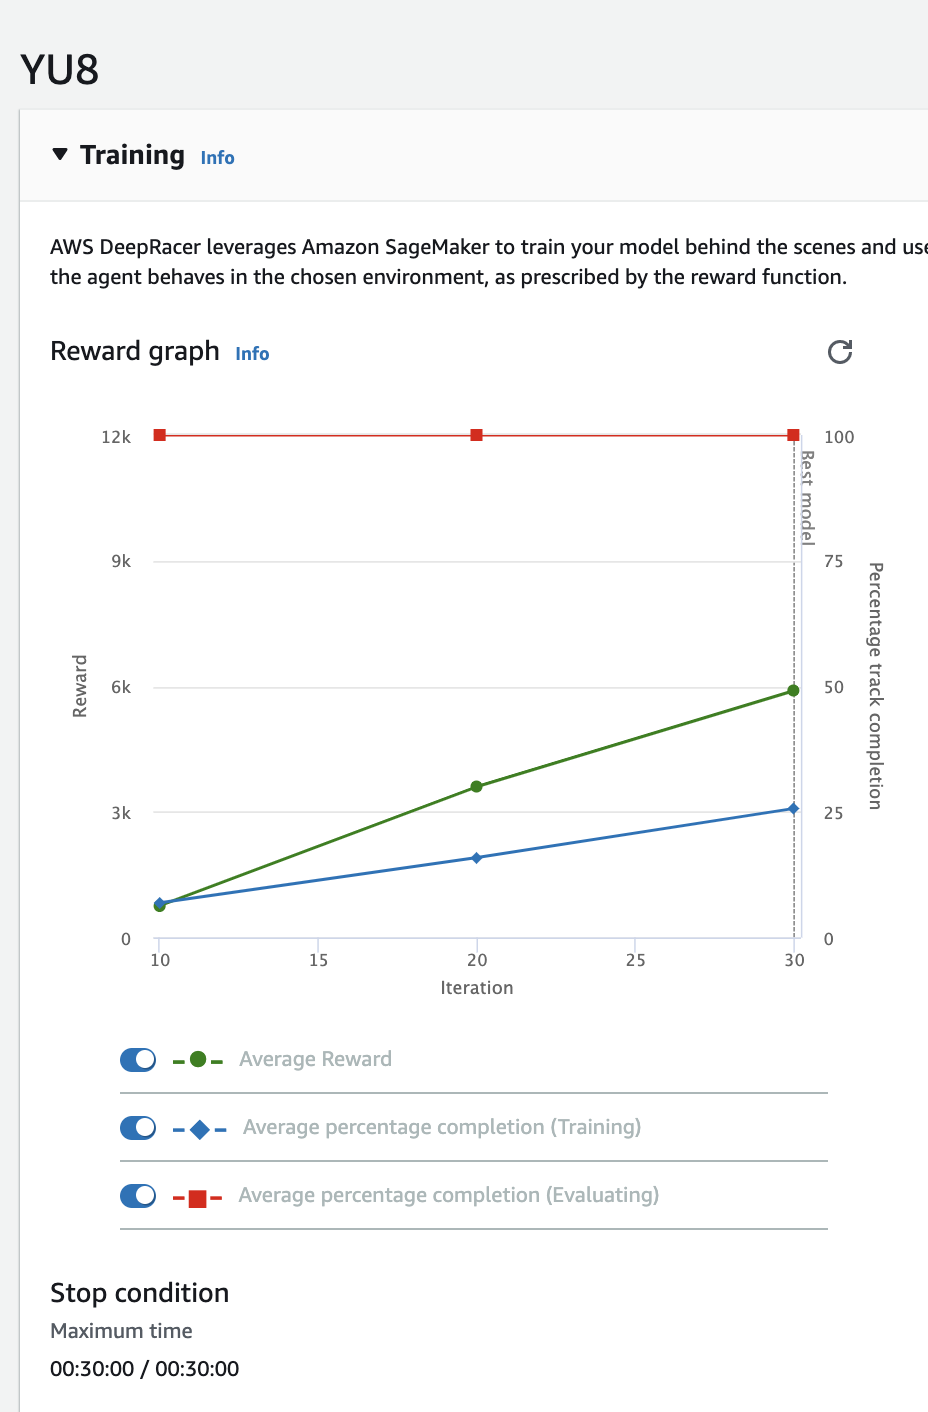 YU8
Training Info
AWS DeepRacer leverages Amazon SageMaker to train your model behind the scenes and use
the agent behaves in the chosen environment, as prescribed by the reward function.
Reward graph Info
12k
9k
6k
3k
0
Reward
100
75
50
25
0
Percentage track completion
Best model
10 15 20 25 30
Iteration
Average Reward
Average percentage completion (Training)
Average percentage completion (Evaluating)
Stop condition
Maximum time
00:30:00 / 00:30:00